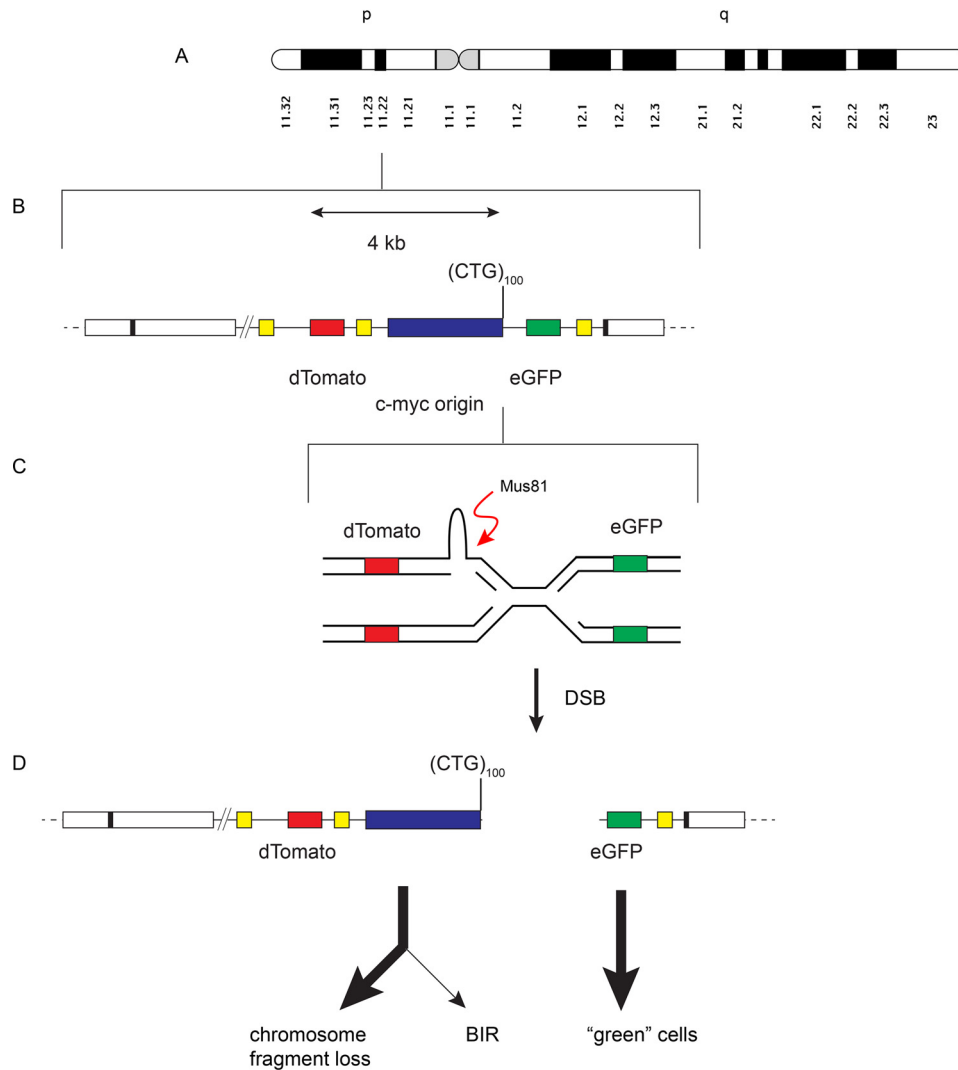 p q
A
11.32 11.31 11.23 11.22 11.21 11.1 11.1 11.2 12.1 12.2 12.3 21.1 21.2 22.1 22.2 22.3 23
B
4 kb
(CTG)100
dTomato eGFP
c-myc origin
C
Mus81
dTomato eGFP
DSB
D
(CTG)100
dTomato eGFP
chromosome
fragment loss
BIR
"green" cells